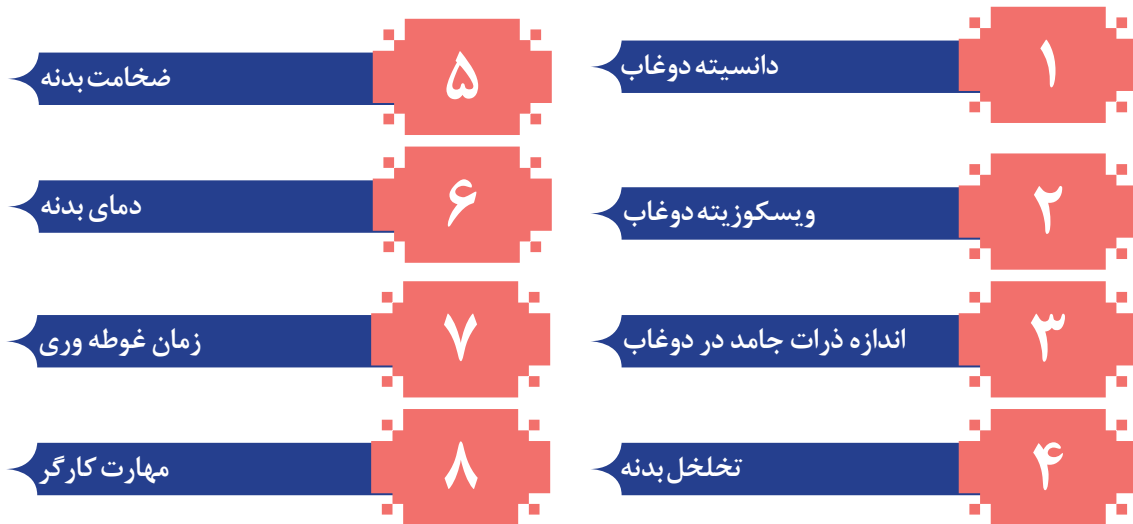 ۱
دانسیته دوغاب
۲
ویسکوزیته دوغاب
۳
اندازه ذرات جامد در دوغاب
۴
تخلخل بدنه
۵
ضخامت بدنه
۶
دمای بدنه
۷
زمان غوطه وری
۸
مهارت کارگر